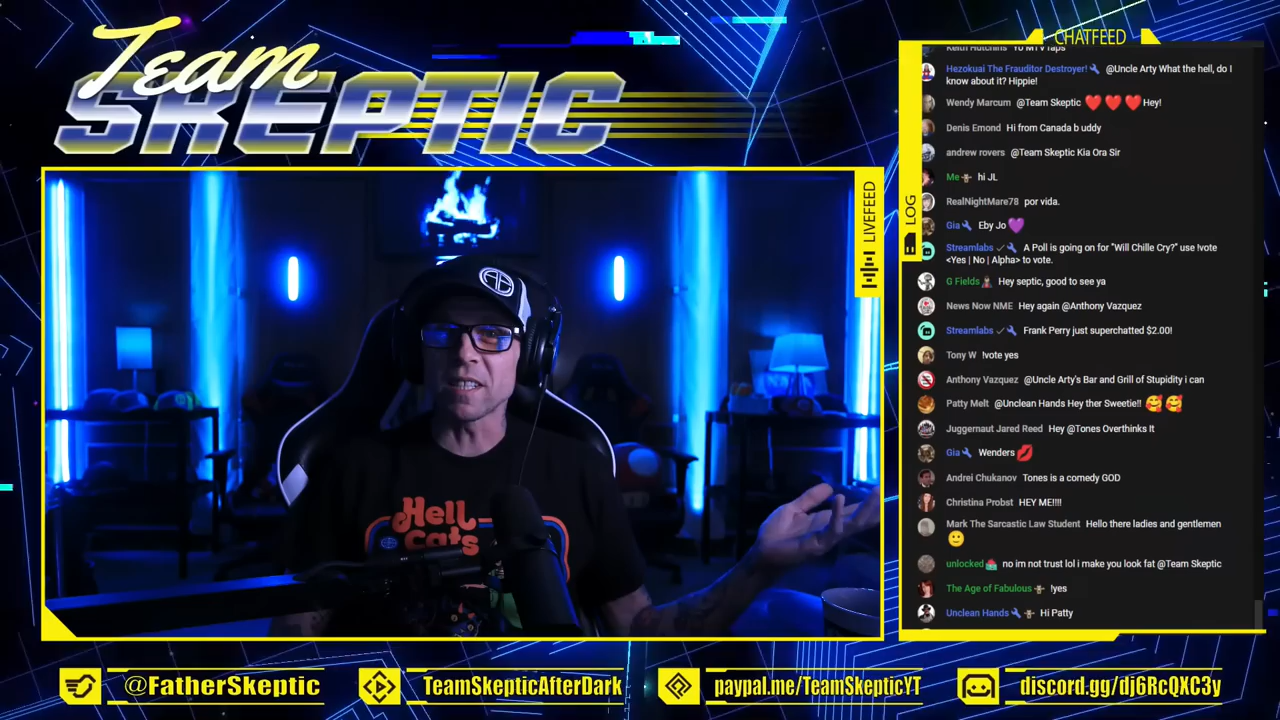 Team
SKEPTIC
CHATFEED
LIVEFEED
LOG
Hell
cats
Keith Hutchins Yo MTV raps
Hezokuai The Frauditor Destroyer! @Uncle Arty What the hell, do I
know about it? Hippie!
Wendy Marcum @Team Skeptic ❤️❤️❤️Hey!
Denis Emond Hi from Canada b uddy
andrew rovers @Team Skeptic Kia Ora Sir
Me hi JL
RealNightMare78 por vida.
Gia Eby Jo💜
Streamlabs ✓ A Poll is going on for "Will Chille Cry?" use !vote
<Yes | No | Alpha> to vote.
G Fields Hey septic, good to see ya
News Now NME Hey again @Anthony Vazquez
Streamlabs ✓ Frank Perry just superchatted $2.00!
Tony W !vote yes
Anthony Vazquez @Uncle Arty's Bar and Grill of Stupidity i can
Patty Melt @Unclean Hands Hey ther Sweetie!! 🥰🥰
Juggernaut Jared Reed Hey @Tones Overthinks It
Gia Wenders💋
Andrei Chukanov Tones is a comedy GOD
Christina Probst HEY ME!!!!
Mark The Sarcastic Law Student Hello there ladies and gentlemen
🙂
unlocked no im not trust lol i make you look fat @Team Skeptic
The Age of Fabulous !yes
Unclean Hands Hi Patty
@FatherSkeptic
TeamSkepticAfterDark
paypal.me/TeamSkepticYT
discord.gg/dj6RcQXC3y